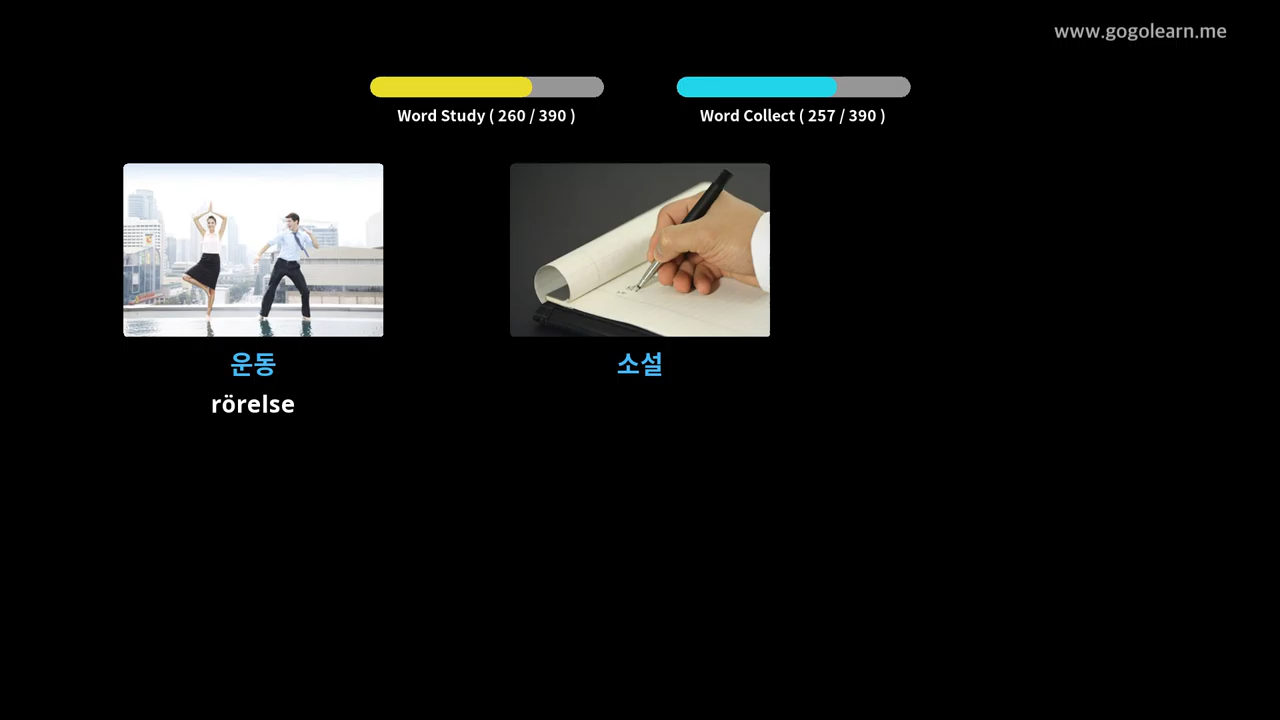 www.gogolearn.me
Word Study ( 260 / 390 )
Word Collect ( 257 / 390 )
운동
소설
rörelse